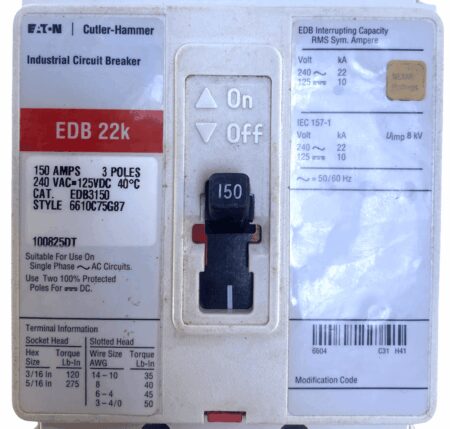 EATON | Cutler-Hammer
Industrial Circuit Breaker
EDB 22k
150 AMPS 3 POLES
240 VAC=125VDC 40°C
CAT. EDB3150
STYLE 6610C75G87
100825DT
Suitable For Use On
Single Phase ~ AC Circuits.
Use Two 100% Protected
Poles For ⎓ DC.
Terminal Information
Socket Head Slotted Head
Hex Torque Wire Size Torque
Size Lb-In AWG Lb-In
3/16 In 120 14 - 10 35
5/16 In 275 8 40
6 - 4 45
3 - 4/0 50
On
Off
150
EDB Interrupting Capacity
RMS Sym. Ampere
Volt kA
240 ~ 22
125 ⎓ 10
NEMA
IEC 157-1
Volt kA Uimp 8 kV
240 ~ 22
125 ⎓ 10
~ = 50/60 Hz
6604 C31 H41
Modification Code